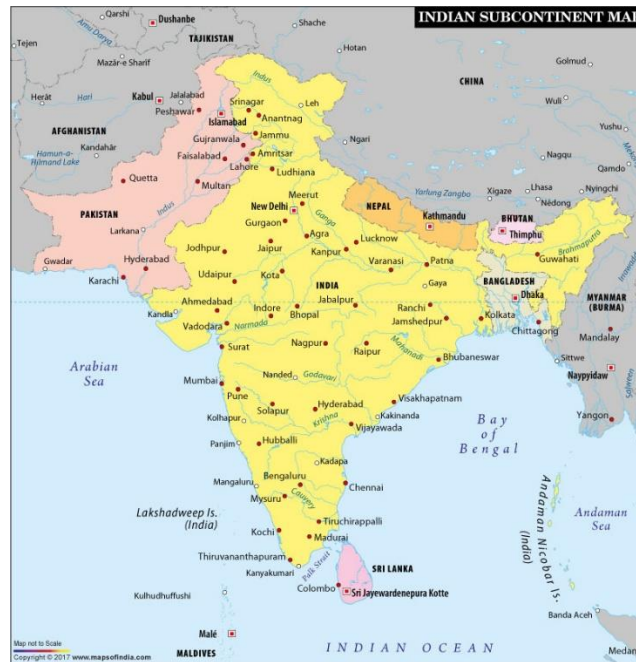 INDIAN SUBCONTINENT MAP
Qarshi
Dushanbe
Shache
Amu Darya
Tejen
TAJIKISTAN
Hotan
Golmud
Mazār-e Sharif
CHINA
Wuli
Herāt
Hari
Kabul
Jalalabad
Peshawar
Islamabad
Srinagar
Indus
Leh
Anantnag
Yushu
AFGHANISTAN
Jammu
Ngari
Kandahār
Gujranwala
Nagqu
Hamun-a-
Hilmand Lake
Faisalabad
Amritsar
Lahore
Qamdo
Quetta
Multan
Ludhiana
Yarlung Zangbo
Xigaze
Lhasa
Nyingchi
Nêdong
PAKISTAN
Indus
Meerut
New Delhi
Ganga
NEPAL
Kathmandu
BHUTAN
Thimphu
Larkana
Gurgaon
Agra
Lucknow
Brahmaputra
Gwadar
Hyderabad
Jodhpur
Jaipur
Kanpur
Varanasi
Patna
Guwahati
Karachi
Udaipur
Kota
INDIA
Gaya
BANGLADESH
Dhaka
Ahmedabad
Kandla
Indore
Bhopal
Jabalpur
Ranchi
Jamshedpur
Kolkata
Chittagong
MYANMAR
(BURMA)
Vadodara
Narmada
Mandalay
Surat
Nagpur
Raipur
Mahanadi
Bhubaneswar
Sittwe
Naypyidaw
Salween
Arabian
Sea
Mumbai
Nanded
Godavari
Pune
Solapur
Hyderabad
Visakhapatnam
Kolhapur
Krishna
Kakinada
Vijayawada
Yangon
Bay
of
Bengal
Panjim
Hubballi
Kadapa
Mangaluru
Bengaluru
Chennai
Mysuru
Cauvery
Lakshadweep Is.
(India)
Andaman Nicobar Is.
(India)
Andaman
Sea
Kochi
Tiruchirappalli
Madurai
Thiruvananthapuram
Palk Strait
SRI LANKA
Kanyakumari
Colombo
Sri Jayewardenepura Kotte
Kulhudhuffushi
Banda Aceh
Malé
MALDIVES
INDIAN OCEAN
Medan
Map not to Scale
Copyright © 2017 www.mapsofindia.com